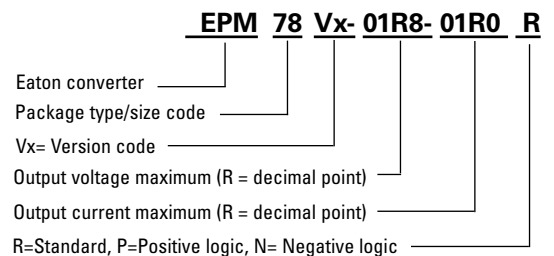 EPM 78 Vx- 01R8- 01R0 R
Eaton converter
Package type/size code
Vx= Version code
Output voltage maximum (R = decimal point)
Output current maximum (R = decimal point)
R=Standard, P=Positive logic, N= Negative logic